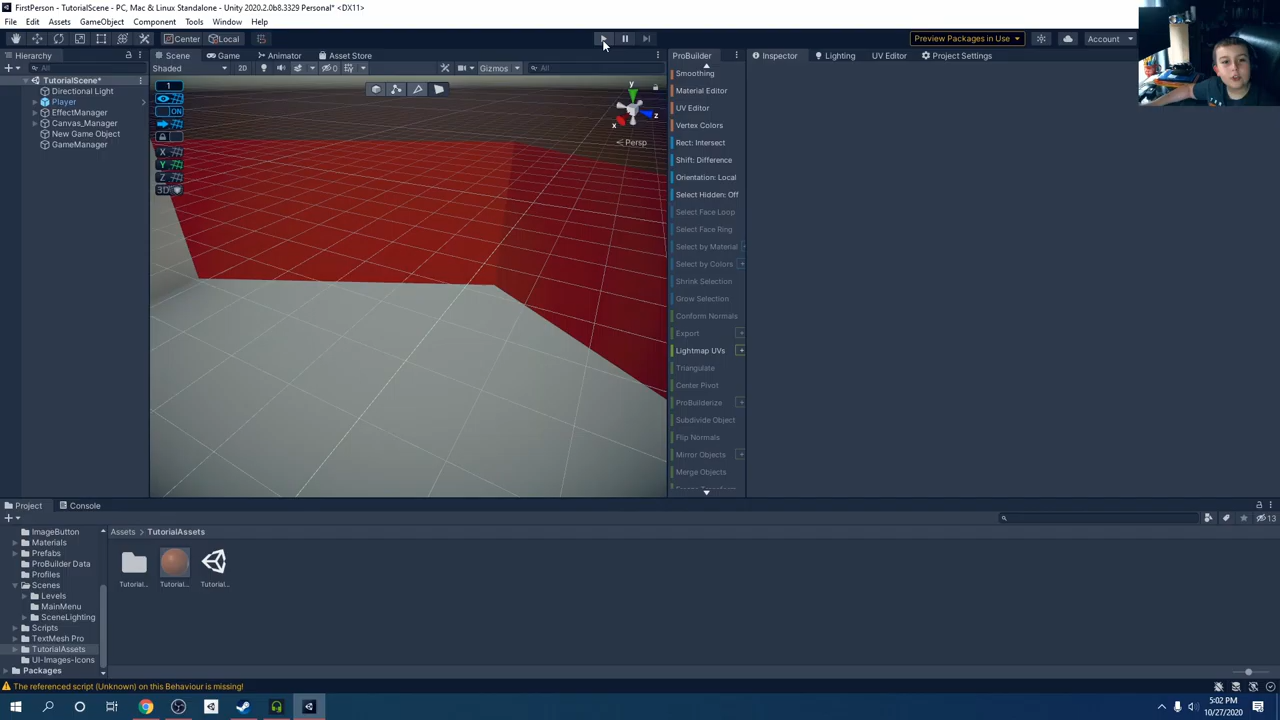 FirstPerson - TutorialScene - PC, Mac & Linux Standalone - Unity 2020.2.0b8.3329 Personal* <DX11>
File Edit Assets GameObject Component Tools Window Help
Center Local Preview Packages in Use Account
Hierarchy Scene Game Animator Asset Store ProBuilder Inspector Lighting UV Editor Project Settings
All Shaded 2D 0 Gizmos All
TutorialScene*
Directional Light
Player
EffectManager
Canvas_Manager
New Game Object
GameManager
1
ON
X
Y
Z
3D
y
x
z
Persp
Smoothing
Material Editor
UV Editor
Vertex Colors
Rect: Intersect
Shift: Difference
Orientation: Local
Select Hidden: Off
Select Face Loop
Select Face Ring
Select by Material
Select by Colors
Shrink Selection
Grow Selection
Conform Normals
Export
Lightmap UVs
Triangulate
Center Pivot
ProBuilderize
Subdivide Object
Flip Normals
Mirror Objects
Merge Objects
Project Console
13
ImageButton
Materials
Prefabs
ProBuilder Data
Profiles
Scenes
Levels
MainMenu
SceneLighting
Scripts
TextMesh Pro
TutorialAssets
UI-Images-Icons
Packages
Assets TutorialAssets
Tutorial... Tutorial... Tutorial...
The referenced script (Unknown) on this Behaviour is missing!
5:02 PM
10/27/2020